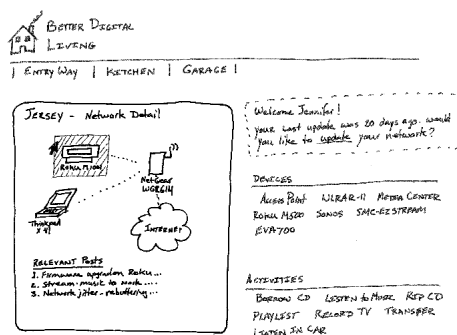 BETTER DIGITAL
LIVING
| ENTRY WAY | KITCHEN | GARAGE |
JERSEY - Network Detail
Roku
NetGear
WGR614
Thinkpad
INTERNET
RELEVANT Posts
1. Firmware upgrade on Roku...
2. Stream music to work....
3. Network jitter - rebuffering...
Welcome Jennifer!
your last update was 20 days ago. would
you like to update your network?
DEVICES
Access Point WLRAR-11 MEDIA CENTER
Roku M500 SONOS SMC-EZSTREAM
EVA700
ACTIVITIES
BORROW CD LISTEN to MUSIC RIP CD
PLAYLIST RECORD TV TRANSFER
LISTEN IN CAR